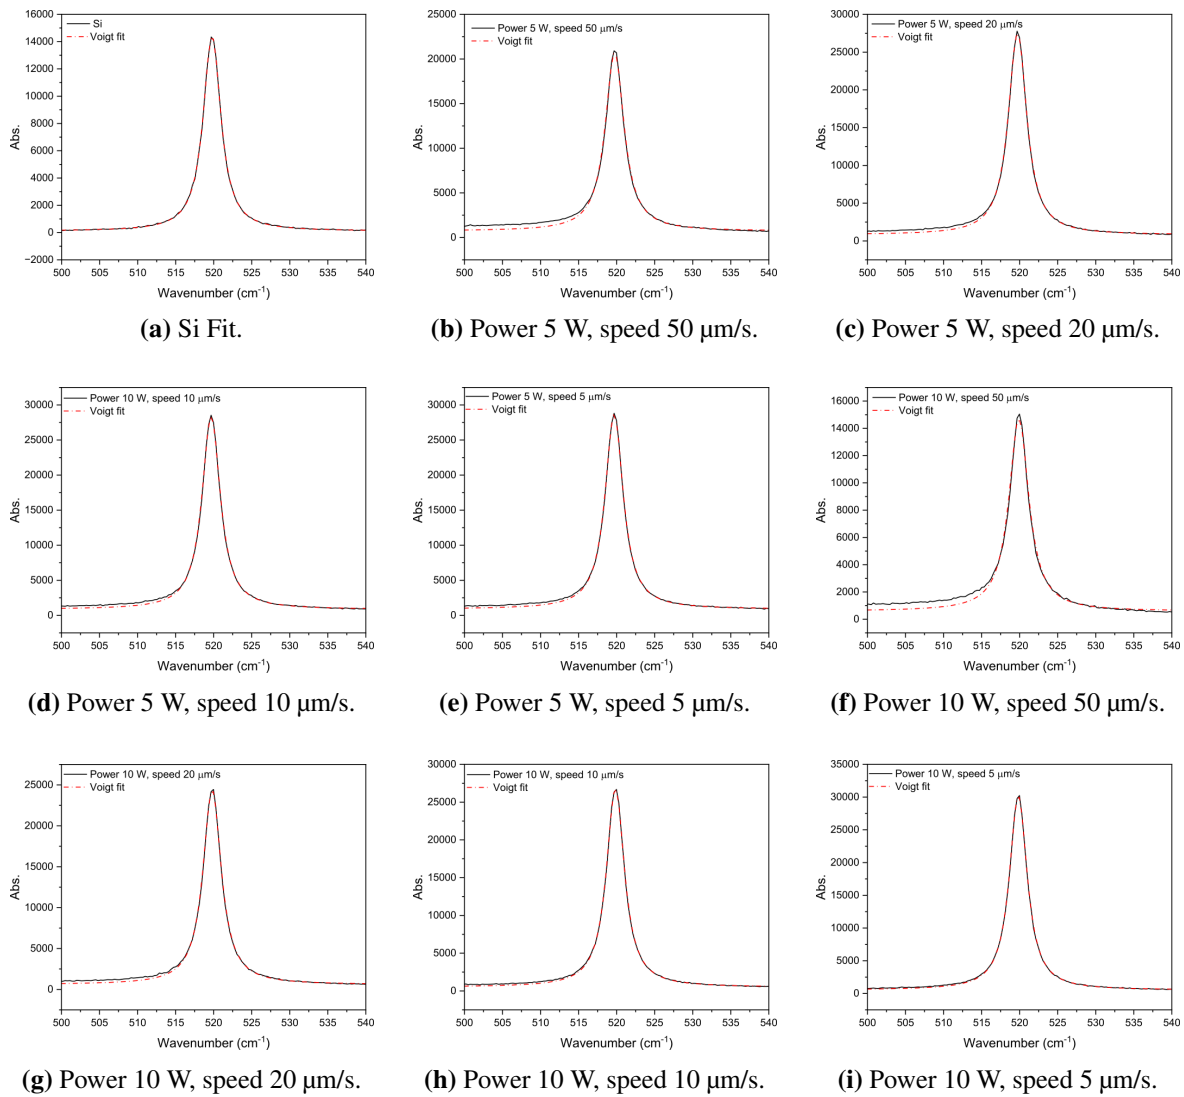 Si
Voigt fit
16000
14000
12000
10000
8000
6000
4000
2000
0
−2000
Abs.
500 505 510 515 520 525 530 535 540
Wavenumber (cm⁻¹)
(a) Si Fit.
Power 5 W, speed 50 μm/s
Voigt fit
25000
20000
15000
10000
5000
0
Abs.
500 505 510 515 520 525 530 535 540
Wavenumber (cm⁻¹)
(b) Power 5 W, speed 50 μm/s.
Power 5 W, speed 20 μm/s
Voigt fit
30000
25000
20000
15000
10000
5000
0
Abs.
500 505 510 515 520 525 530 535 540
Wavenumber (cm⁻¹)
(c) Power 5 W, speed 20 μm/s.
Power 10 W, speed 10 μm/s
Voigt fit
30000
25000
20000
15000
10000
5000
0
Abs.
500 505 510 515 520 525 530 535 540
Wavenumber (cm⁻¹)
(d) Power 5 W, speed 10 μm/s.
Power 5 W, speed 5 μm/s
Voigt fit
30000
25000
20000
15000
10000
5000
0
Abs.
500 505 510 515 520 525 530 535 540
Wavenumber (cm⁻¹)
(e) Power 5 W, speed 5 μm/s.
Power 10 W, speed 50 μm/s
Voigt fit
16000
14000
12000
10000
8000
6000
4000
2000
0
Abs.
500 505 510 515 520 525 530 535 540
Wavenumber (cm⁻¹)
(f) Power 10 W, speed 50 μm/s.
Power 10 W, speed 20 μm/s
Voigt fit
25000
20000
15000
10000
5000
0
Abs.
500 505 510 515 520 525 530 535 540
Wavenumber (cm⁻¹)
(g) Power 10 W, speed 20 μm/s.
Power 10 W, speed 10 μm/s
Voigt fit
30000
25000
20000
15000
10000
5000
0
Abs.
500 505 510 515 520 525 530 535 540
Wavenumber (cm⁻¹)
(h) Power 10 W, speed 10 μm/s.
Power 10 W, speed 5 μm/s
Voigt fit
35000
30000
25000
20000
15000
10000
5000
0
Abs.
500 505 510 515 520 525 530 535 540
Wavenumber (cm⁻¹)
(i) Power 10 W, speed 5 μm/s.